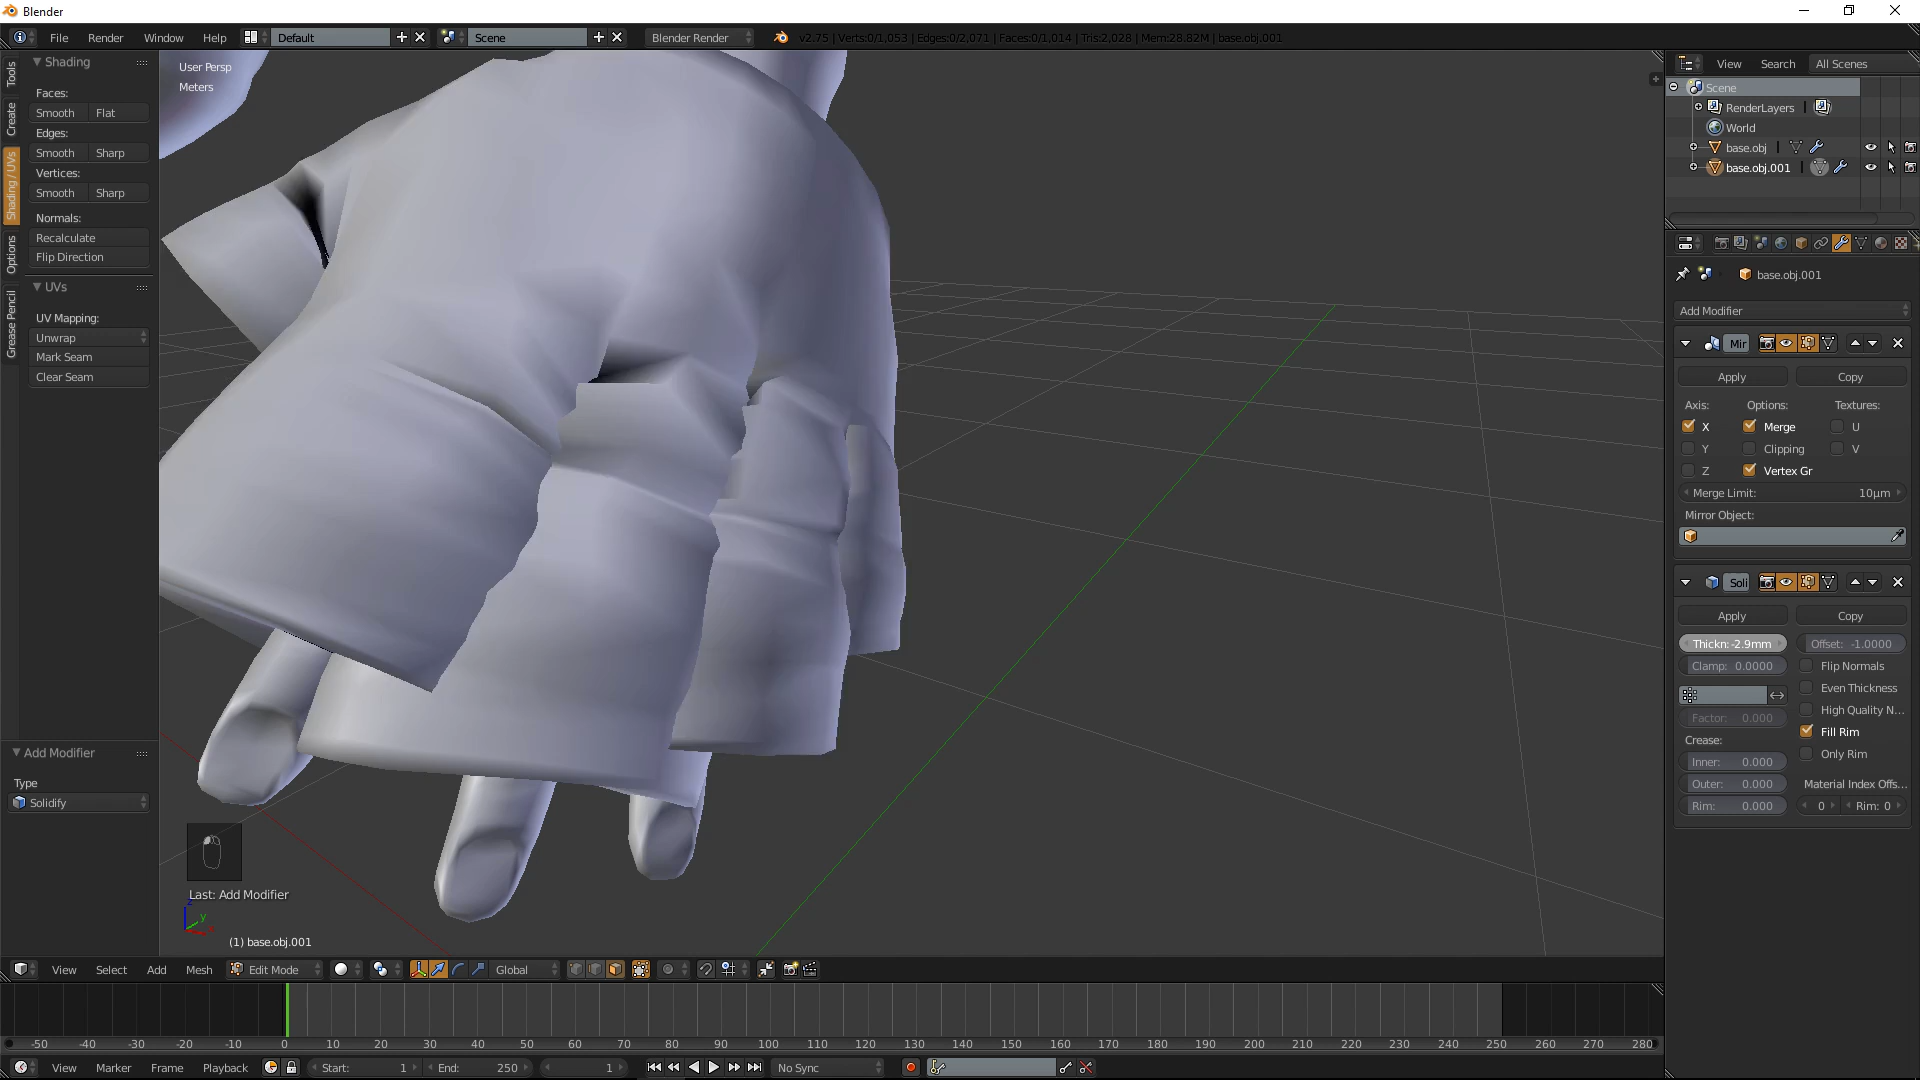 Blender
File Render Window Help Default Scene Blender Render v2.75 | Verts:0/1,053 | Edges:0/2,071 | Faces:0/1,014 | Tris:2,028 | Mem:28.82M | base.obj.001
Tools
Create
Shading / UVs
Options
Grease Pencil
Shading
Faces:
Smooth Flat
Edges:
Smooth Sharp
Vertices:
Smooth Sharp
Normals:
Recalculate
Flip Direction
UVs
UV Mapping:
Unwrap
Mark Seam
Clear Seam
Add Modifier
Type
Solidify
User Persp
Meters
Last: Add Modifier
z
y
(1) base.obj.001
View Select Add Mesh Edit Mode Global
-50 -40 -30 -20 -10 0 10 20 30 40 50 60 70 80 90 100 110 120 130 140 150 160 170 180 190 200 210 220 230 240 250 260 270 280
View Marker Frame Playback Start: 1 End: 250 1 No Sync
View Search All Scenes
Scene
RenderLayers
World
base.obj
base.obj.001
base.obj.001
Add Modifier
Mir
Apply Copy
Axis: Options: Textures:
X Merge U
Y Clipping V
Z Vertex Gr
Merge Limit: 10µm
Mirror Object:
Soli
Apply Copy
Thickn:-2.9mm Offset: -1.0000
Clamp: 0.0000 Flip Normals
Even Thickness
Factor: 0.000 High Quality N...
Crease: Fill Rim
Inner: 0.000 Only Rim
Outer: 0.000 Material Index Offs...
Rim: 0.000 0 Rim: 0